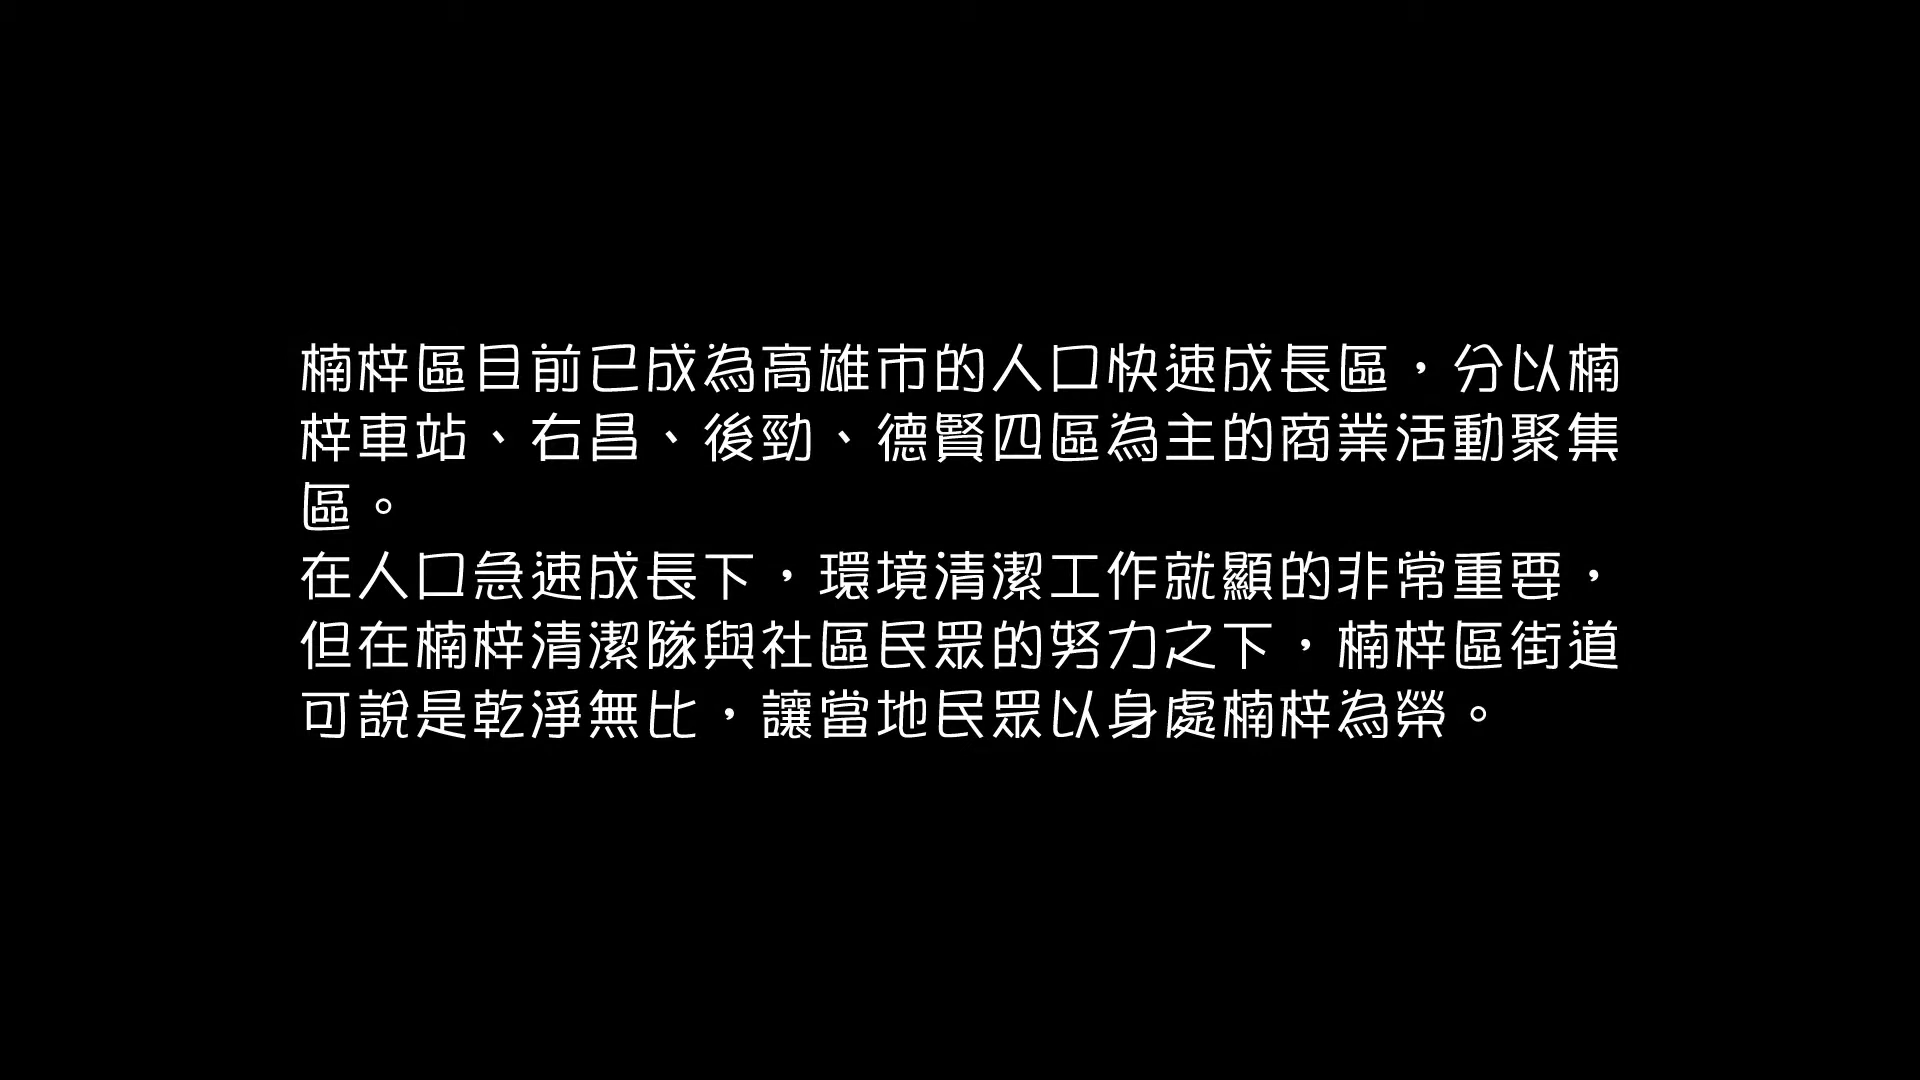 楠梓區目前已成為高雄市的人口快速成長區，分以楠
梓車站、右昌、後勁、德賢四區為主的商業活動聚集
區。
在人口急速成長下，環境清潔工作就顯的非常重要，
但在楠梓清潔隊與社區民眾的努力之下，楠梓區街道
可說是乾淨無比，讓當地民眾以身處楠梓為榮。